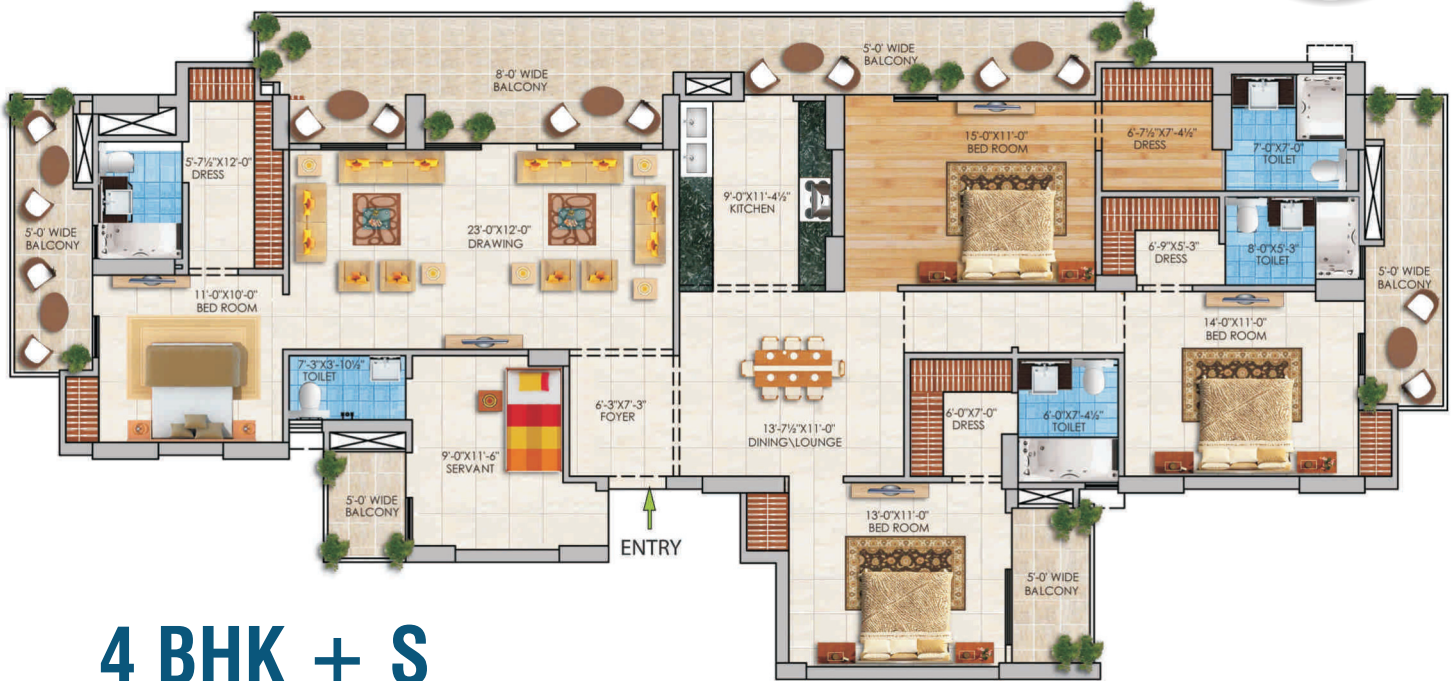 5'-0' WIDE
BALCONY
8'-0' WIDE
BALCONY
5'-7½"X12'-0"
DRESS
15'-0"X11'-0"
BED ROOM
6'-7½"X7'-4½"
DRESS
7'-0"X7'-0"
TOILET
9'-0"X11'-4½"
KITCHEN
23'-0"X12'-0"
DRAWING
5'-0' WIDE
BALCONY
6'-9"X5'-3"
DRESS
8'-0"X5'-3"
TOILET
5'-0' WIDE
BALCONY
11'-0"X10'-0"
BED ROOM
14'-0"X11'-0"
BED ROOM
7'-3"X3'-10½"
TOILET
6'-3"X7'-3"
FOYER
13'-7½"X11'-0"
DINING\LOUNGE
6'-0"X7'-0"
DRESS
6'-0"X7'-4½"
TOILET
9'-0"X11'-6"
SERVANT
5'-0' WIDE
BALCONY
13'-0"X11'-0"
BED ROOM
ENTRY
5'-0' WIDE
BALCONY
4 BHK + S